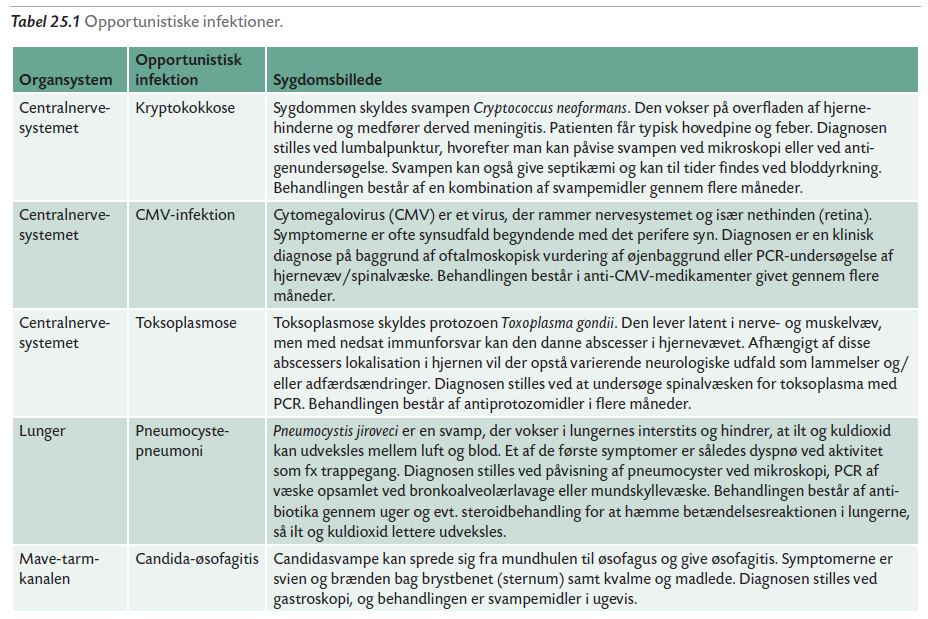 Tabel 25.1 Opportunistiske infektioner.
Organsystem
Opportunistisk
infektion
Sygdomsbillede
Centralnerve-
systemet
Kryptokokkose
Sygdommen skyldes svampen Cryptococcus neoformans. Den vokser på overfladen af hjerne-
hinderne og medfører derved meningitis. Patienten får typisk hovedpine og feber. Diagnosen
stilles ved lumbalpunktur, hvorefter man kan påvise svampen ved mikroskopi eller ved anti-
genundersøgelse. Svampen kan også give septikæmi og kan til tider findes ved bloddyrkning.
Behandlingen består af en kombination af svampemidler gennem flere måneder.
Centralnerve-
systemet
CMV-infektion
Cytomegalovirus (CMV) er et virus, der rammer nervesystemet og især nethinden (retina).
Symptomerne er ofte synsudfald begyndende med det perifere syn. Diagnosen er en klinisk
diagnose på baggrund af oftalmoskopisk vurdering af øjenbaggrund eller PCR-undersøgelse af
hjernevæv/spinalvæske. Behandlingen består i anti-CMV-medikamenter givet gennem flere
måneder.
Centralnerve-
systemet
Toksoplasmose
Toksoplasmose skyldes protozoen Toxoplasma gondii. Den lever latent i nerve- og muskelvæv,
men med nedsat immunforsvar kan den danne abscesser i hjernevævet. Afhængigt af disse
abscessers lokalisation i hjernen vil der opstå varierende neurologiske udfald som lammelser og/
eller adfærdsændringer. Diagnosen stilles ved at undersøge spinalvæsken for toksoplasma med
PCR. Behandlingen består af antiprotozomidler i flere måneder.
Lunger
Pneumocyste-
pneumoni
Pneumocystis jiroveci er en svamp, der vokser i lungernes interstits og hindrer, at ilt og kuldioxid
kan udveksles mellem luft og blod. Et af de første symptomer er således dyspnø ved aktivitet
som fx trappegang. Diagnosen stilles ved påvisning af pneumocyster ved mikroskopi, PCR af
væske opsamlet ved bronkoalveolærlavage eller mundskyllevæske. Behandlingen består af anti-
biotika gennem uger og evt. steroidbehandling for at hæmme betændelsesreaktionen i lungerne,
så ilt og kuldioxid lettere udveksles.
Mave-tarm-
kanalen
Candida-øsofagitis
Candidasvampe kan sprede sig fra mundhulen til øsofagus og give øsofagitis. Symptomerne er
svien og brænden bag brystbenet (sternum) samt kvalme og madlede. Diagnosen stilles ved
gastroskopi, og behandlingen er svampemidler i ugevis.